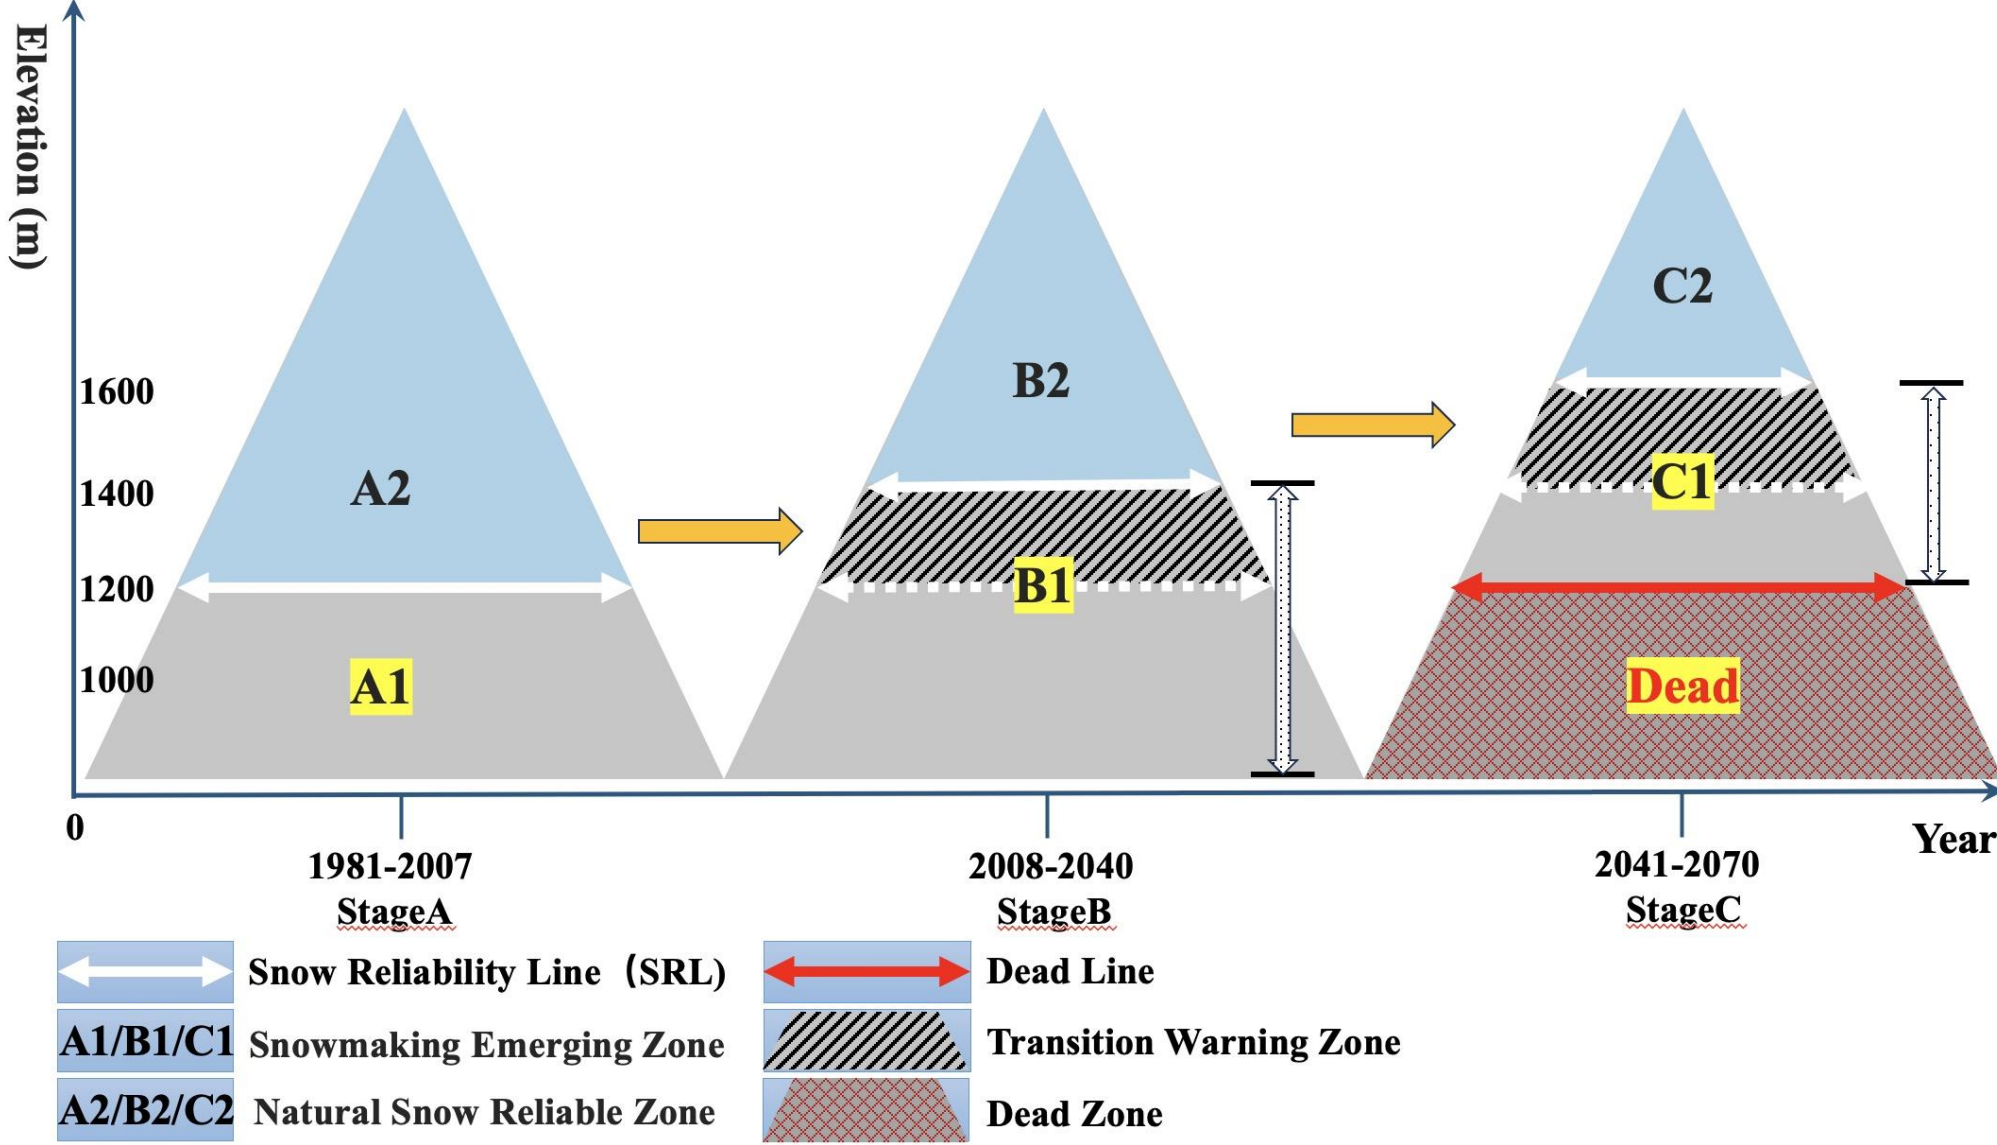 Elevation (m)
C2
B2
1600
A2
1400
C1
1200
B1
1000
A1
Dead
0
Year
1981-2007
2008-2040
2041-2070
StageA
StageB
StageC
Snow Reliability Line（SRL)
Dead Line
A1/B1/C1 Snowmaking Emerging Zone
Transition Warning Zone
A2/B2/C2 Natural Snow Reliable Zone
Dead Zone